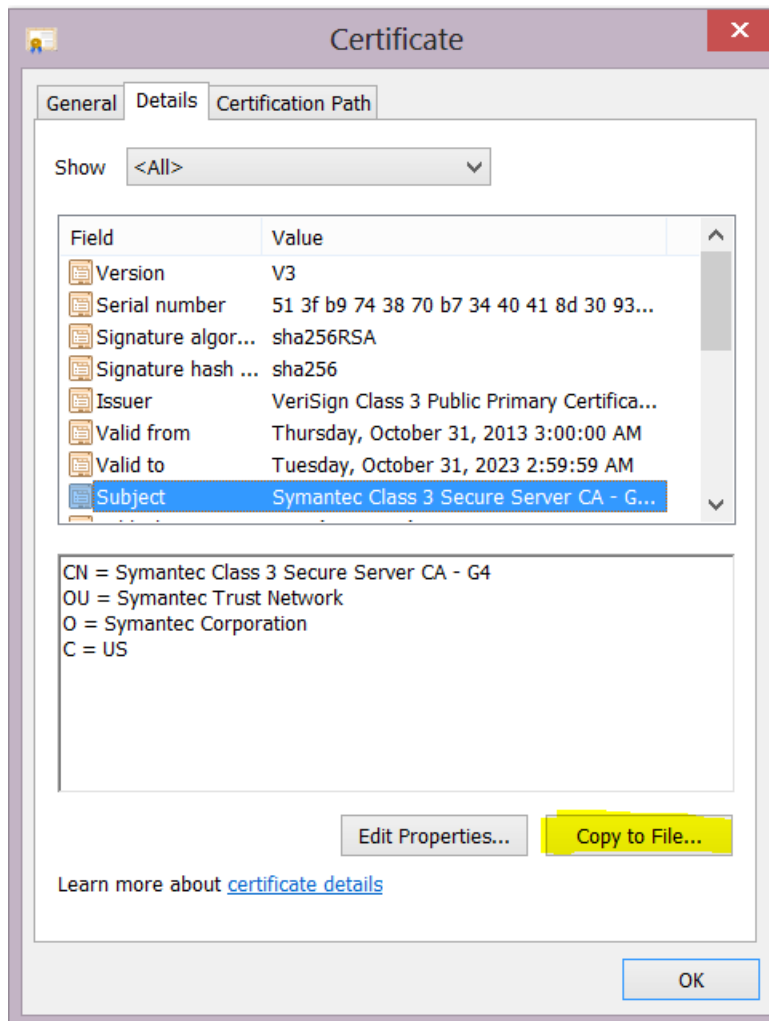 Certificate
General Details Certification Path
Show <All>
Field Value
Version V3
Serial number 51 3f b9 74 38 70 b7 34 40 41 8d 30 93...
Signature algor... sha256RSA
Signature hash ... sha256
Issuer VeriSign Class 3 Public Primary Certifica...
Valid from Thursday, October 31, 2013 3:00:00 AM
Valid to Tuesday, October 31, 2023 2:59:59 AM
Subject Symantec Class 3 Secure Server CA - G...
CN = Symantec Class 3 Secure Server CA - G4
OU = Symantec Trust Network
O = Symantec Corporation
C = US
Edit Properties... Copy to File...
Learn more about certificate details
OK